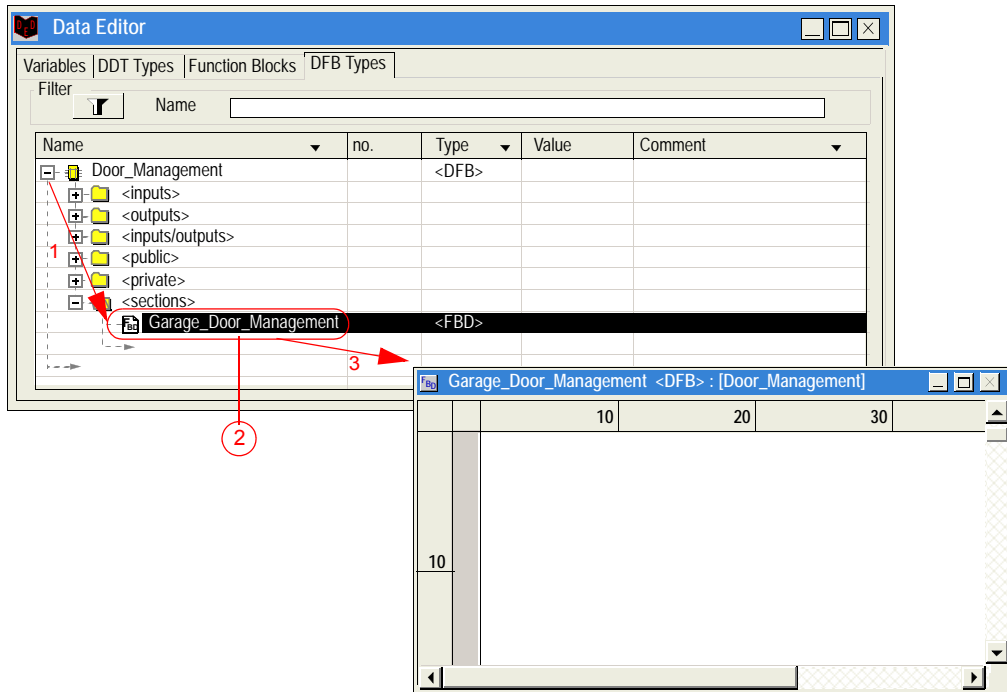 Data Editor
Variables DDT Types Function Blocks DFB Types
Filter
Name
Name no. Type Value Comment
Door_Management <DFB>
<inputs>
<outputs>
<inputs/outputs>
1
<public>
<private>
<sections>
Garage_Door_Management <FBD>
3
2
FBD Garage_Door_Management <DFB> : [Door_Management]
10 20 30
10